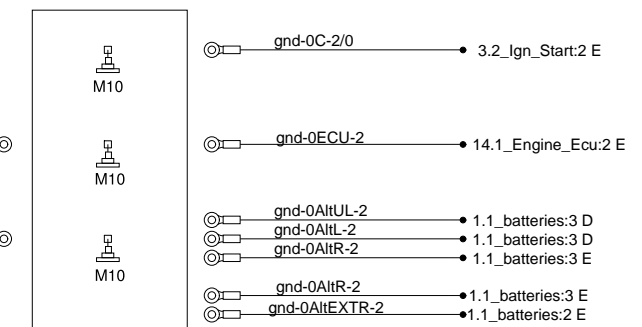 gnd-0C-2/0 3.2_Ign_Start:2 E
M10
gnd-0ECU-2 14.1_Engine_Ecu:2 E
M10
gnd-0AltUL-2 1.1_batteries:3 D
gnd-0AltL-2 1.1_batteries:3 D
gnd-0AltR-2 1.1_batteries:3 E
M10
gnd-0AltR-2 1.1_batteries:3 E
gnd-0AltEXTR-2 1.1_batteries:2 E